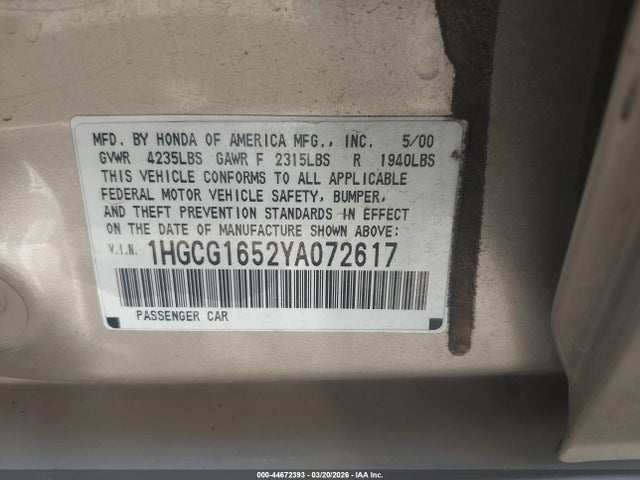 MFD. BY HONDA OF AMERICA MFG., INC. 5/00
GVWR 4235LBS GAWR F 2315LBS R 1940LBS
THIS VEHICLE CONFORMS TO ALL APPLICABLE
FEDERAL MOTOR VEHICLE SAFETY, BUMPER,
AND THEFT PREVENTION STANDARDS IN EFFECT
ON THE DATE OF MANUFACTURE SHOWN ABOVE:
V.I.N. 1HGCG1652YA072617
PASSENGER CAR
000-44672393 - 03/20/2026 - IAA Inc.